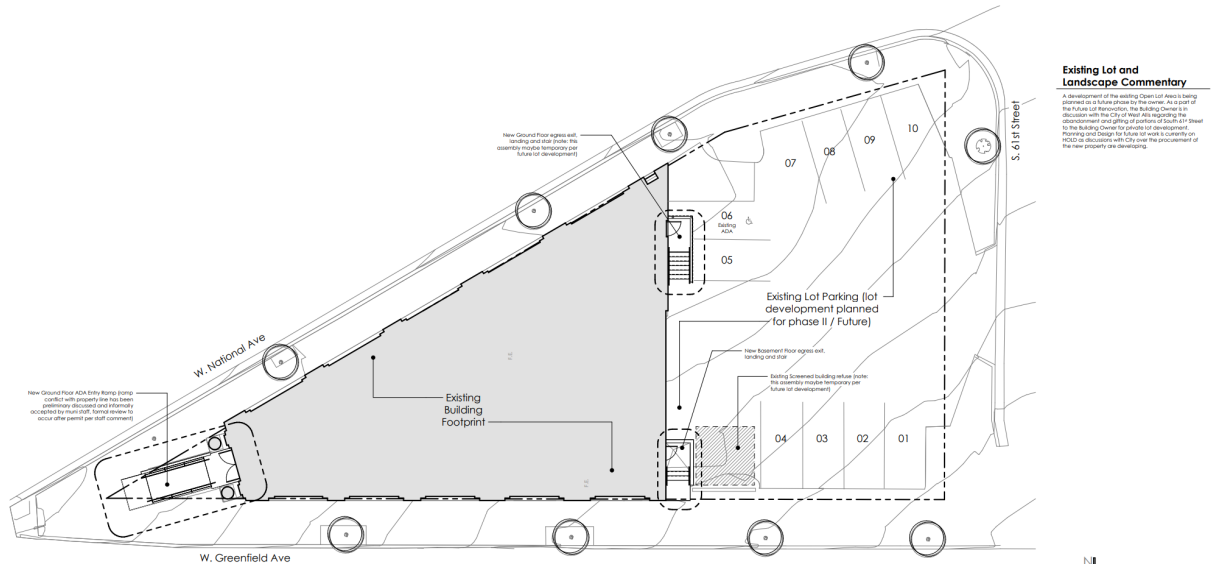 Existing Lot and
Landscape Commentary
A development of the existing Open Lot Area is being
planned as a future phase by the owner. As a part of
the Future Lot Renovation, the Building Owner is in
discussion with the City of West Allis regarding the
abandonment and gifting of portions of South 61st Street
to the Building Owner for private lot development.
Planning and Design for future lot work is currently on
HOLD as discussions with City over the procurement of
the new property are developing.
S. 61st Street
New Ground Floor egress exit,
landing and stair (note: this
assembly maybe temporary per
future lot development)
10
09
08
07
06
Existing
ADA
05
Existing Lot Parking (lot
development planned
for phase II / Future)
W. National Ave
New Basement Floor egress exit,
landing and stair
Existing Screened building refuse (note:
this assembly maybe temporary per
future lot development)
New Ground Floor ADA Entry Ramp (ramp
conflict with property line has been
preliminary discussed and informally
accepted by muni staff, formal review to
occur after permit per staff comment)
Existing
Building
Footprint
04
03
02
01
W. Greenfield Ave
N